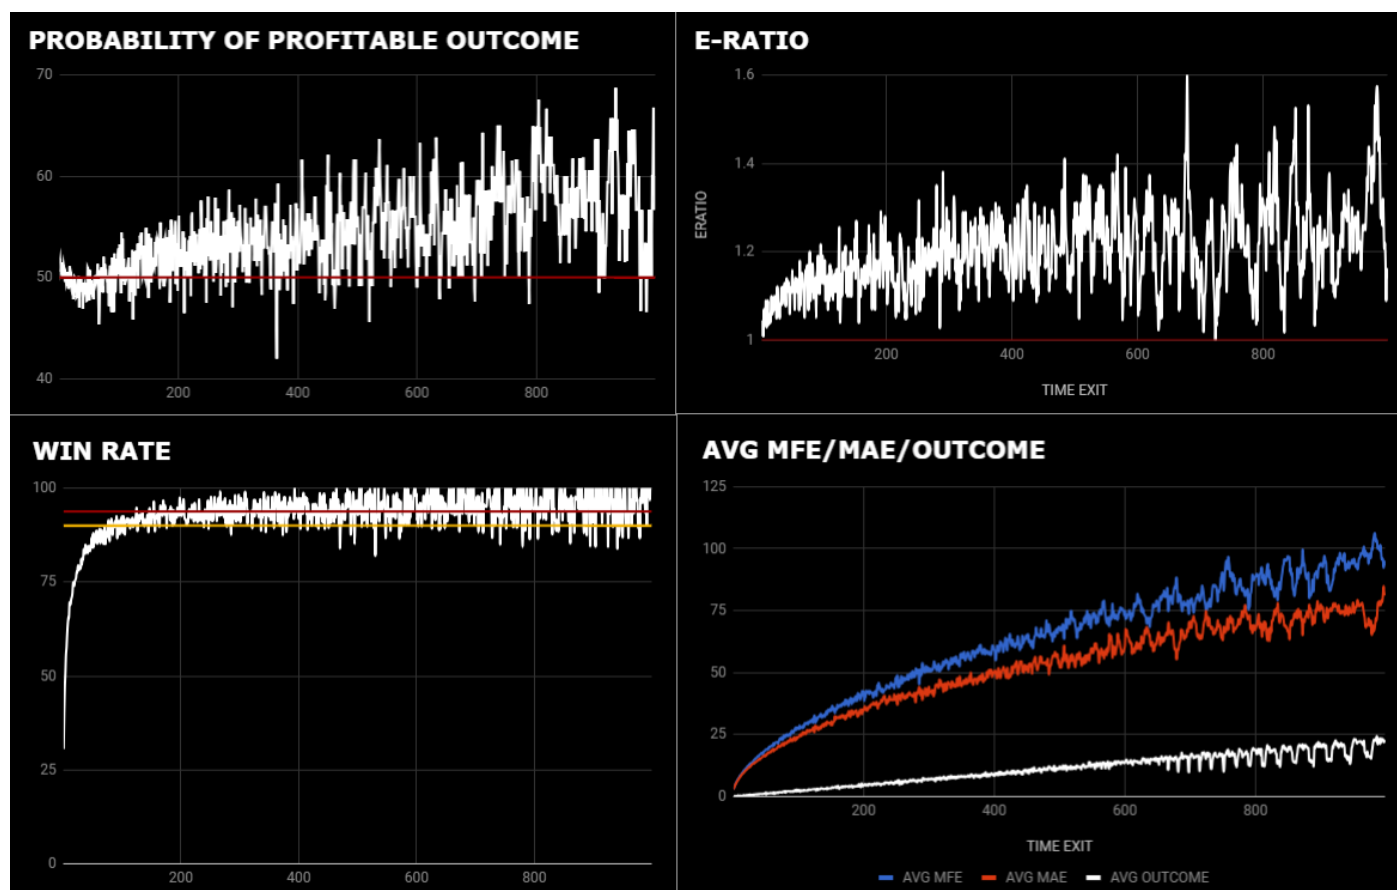 PROBABILITY OF PROFITABLE OUTCOME
70
60
50
40
200 400 600 800
E-RATIO
1.6
1.4
1.2
1
ERATIO
200 400 600 800
TIME EXIT
WIN RATE
100
75
50
25
0
200 400 600 800
AVG MFE/MAE/OUTCOME
125
100
75
50
25
0
200 400 600 800
TIME EXIT
AVG MFE AVG MAE AVG OUTCOME